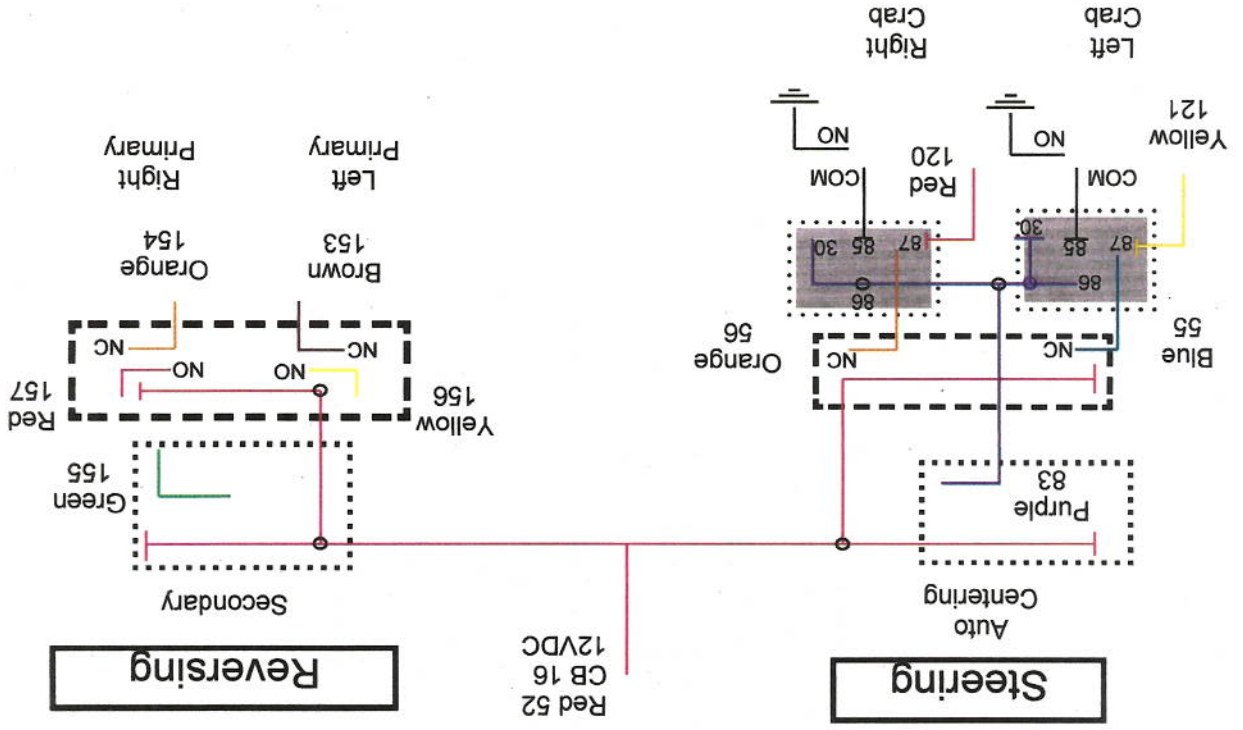 Steering
Reversing
Red 52
CB 16
12VDC
Auto
Centering
Secondary
Purple
83
Green
155
Blue
55
NC
NC
Orange
56
Yellow
156
NO
NO
Red
157
NC
NC
86
86
87
85
30
87
85
30
Brown
153
Orange
154
Yellow
121
COM
NO
Red
120
COM
NO
Left
Primary
Right
Primary
Left
Crab
Right
Crab